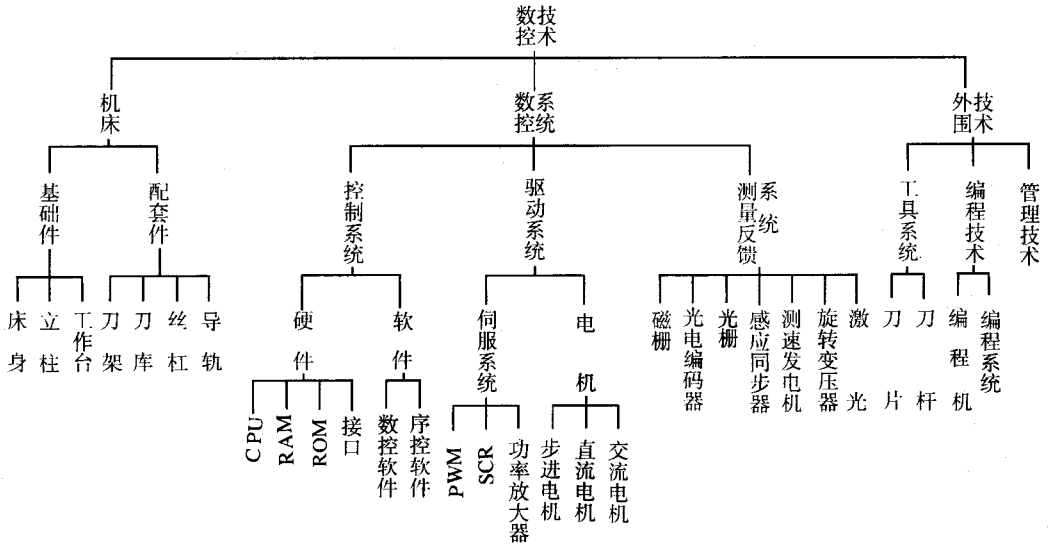 数控技术
机床
数控系统
外围技术
基础件
配套件
控制系统
驱动系统
测量反馈系统
工具系统
编程技术
管理技术
床身
立柱
工作台
刀架
刀库
丝杠
导轨
硬件
软件
伺服系统
电机
磁栅
光电编码器
光栅
感应同步器
测速发电机
旋转变压器
激光
刀片
刀杆
编程机
编程系统
CPU
RAM
ROM
接口
数控软件
序控软件
PWM
SCR
功率放大器
步进电机
直流电机
交流电机